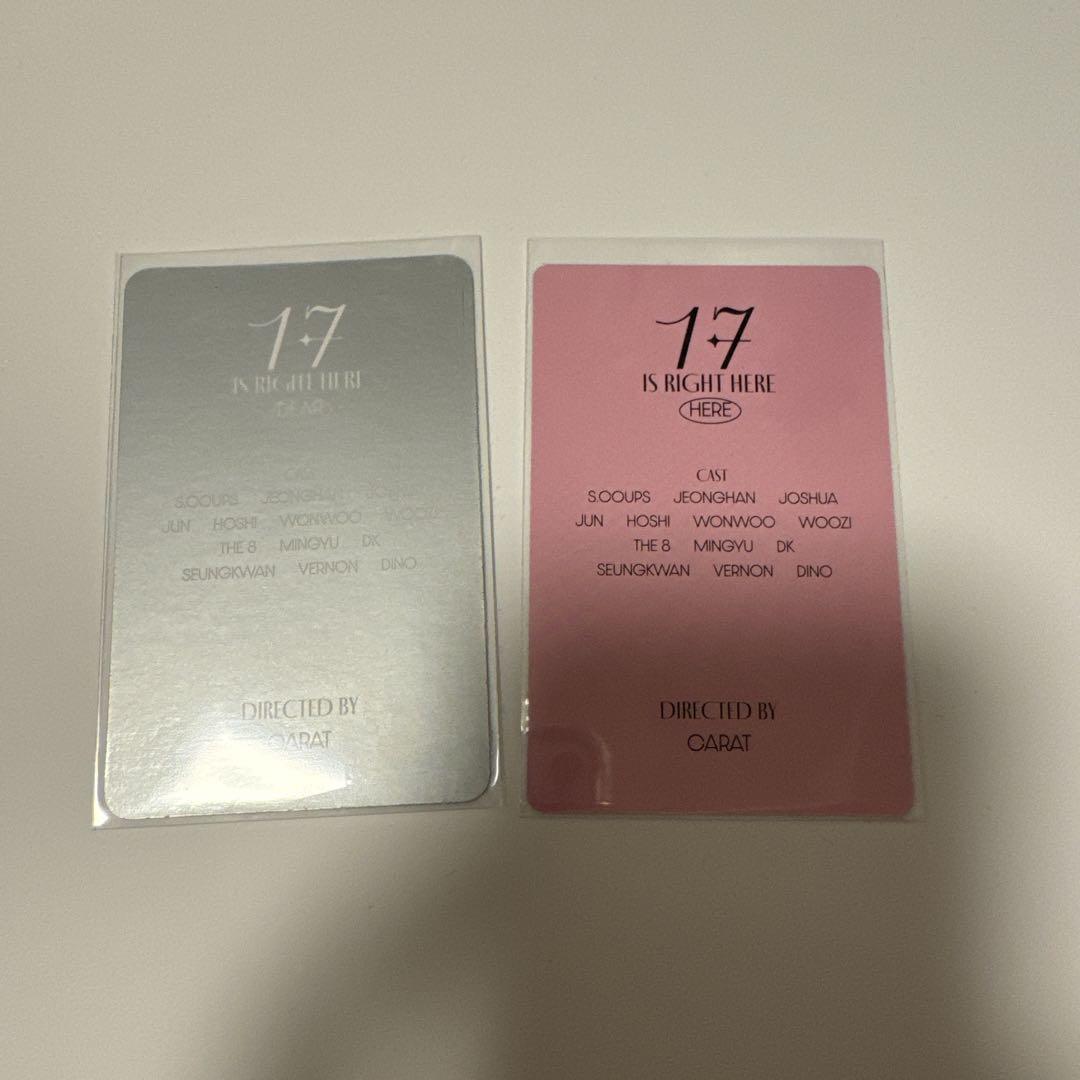 17
IS RIGHT HERE
DEAR
CAST
S.COUPS JEONGHAN
JUN HOSHI WONWOO WOOZI
THE 8 MINGYU DK
SEUNGKWAN VERNON DINO
DIRECTED BY
CARAT
17
IS RIGHT HERE
HERE
CAST
S.COUPS JEONGHAN JOSHUA
JUN HOSHI WONWOO WOOZI
THE 8 MINGYU DK
SEUNGKWAN VERNON DINO
DIRECTED BY
CARAT